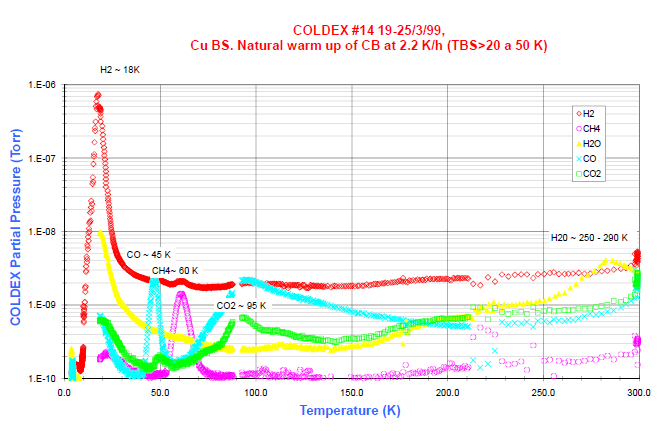 COLDEX #14 19-25/3/99,
Cu BS. Natural warm up of CB at 2.2 K/h (TBS>20 a 50 K)
H2 ~ 18K
1.E-06
H2
CH4
H2O
CO
CO2
1.E-07
COLDEX Partial Pressure (Torr)
1.E-08
H20 ~ 250 - 290 K
CO ~ 45 K
CH4~ 60 K
CO2 ~ 95 K
1.E-09
1.E-10
0.0 50.0 100.0 150.0 200.0 250.0 300.0
Temperature (K)